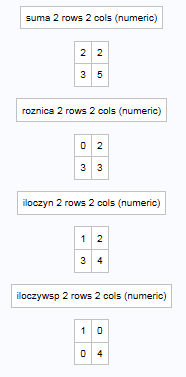 suma 2 rows 2 cols (numeric)
2 2
3 5
roznica 2 rows 2 cols (numeric)
0 2
3 3
iloczyn 2 rows 2 cols (numeric)
1 2
3 4
iloczywsp 2 rows 2 cols (numeric)
1 0
0 4